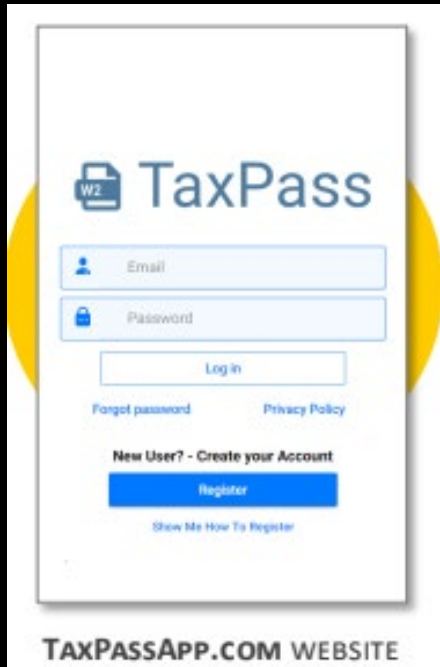 W2 TaxPass
Email
Password
Log in
Forgot password Privacy Policy
New User? - Create your Account
Register
Show Me How To Register
TAXPASSAPP.COM WEBSITE